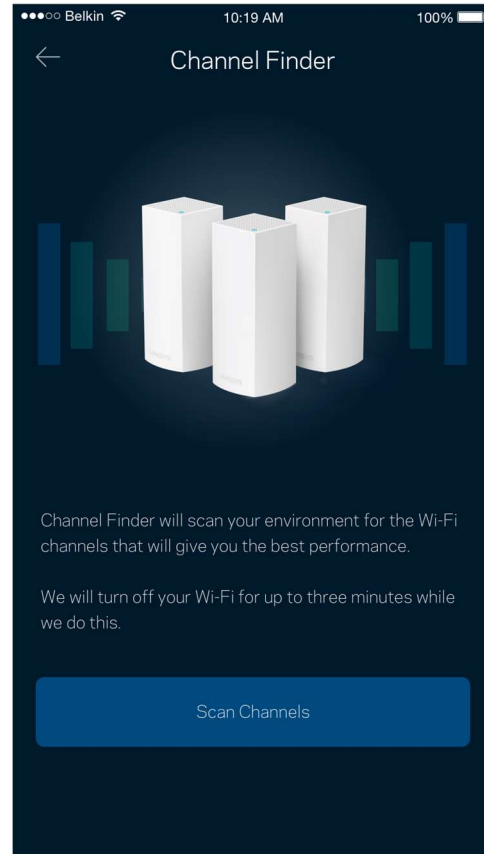 Belkin 10:19 AM 100%
Channel Finder
Channel Finder will scan your environment for the Wi-Fi
channels that will give you the best performance.
We will turn off your Wi-Fi for up to three minutes while
we do this.
Scan Channels